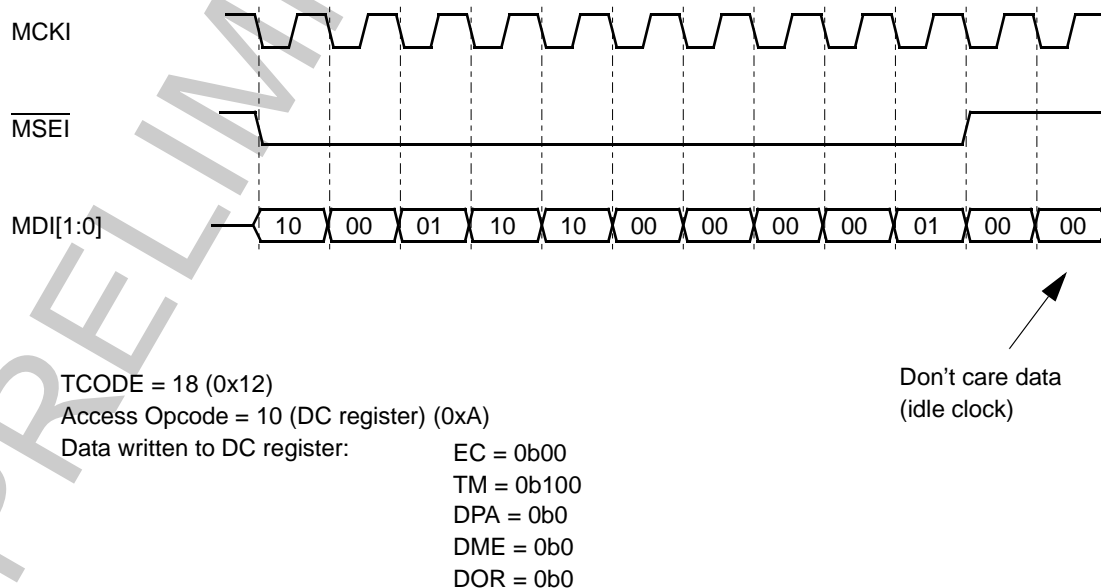 MCKI
MSEI
MDI[1:0] 10 00 01 10 10 00 00 00 01 00 00
Don't care data
(idle clock)
TCODE = 18 (0x12)
Access Opcode = 10 (DC register) (0xA)
Data written to DC register:
EC = 0b00
TM = 0b100
DPA = 0b0
DME = 0b0
DOR = 0b0
PRELIM